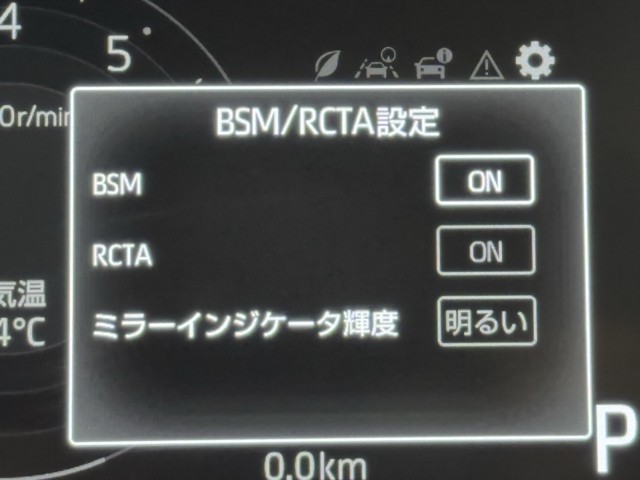 4
5
0r/min
BSM/RCTA設定
BSM ON
RCTA ON
気温
4℃
ミラーインジケータ輝度 明るい
P
0.0km